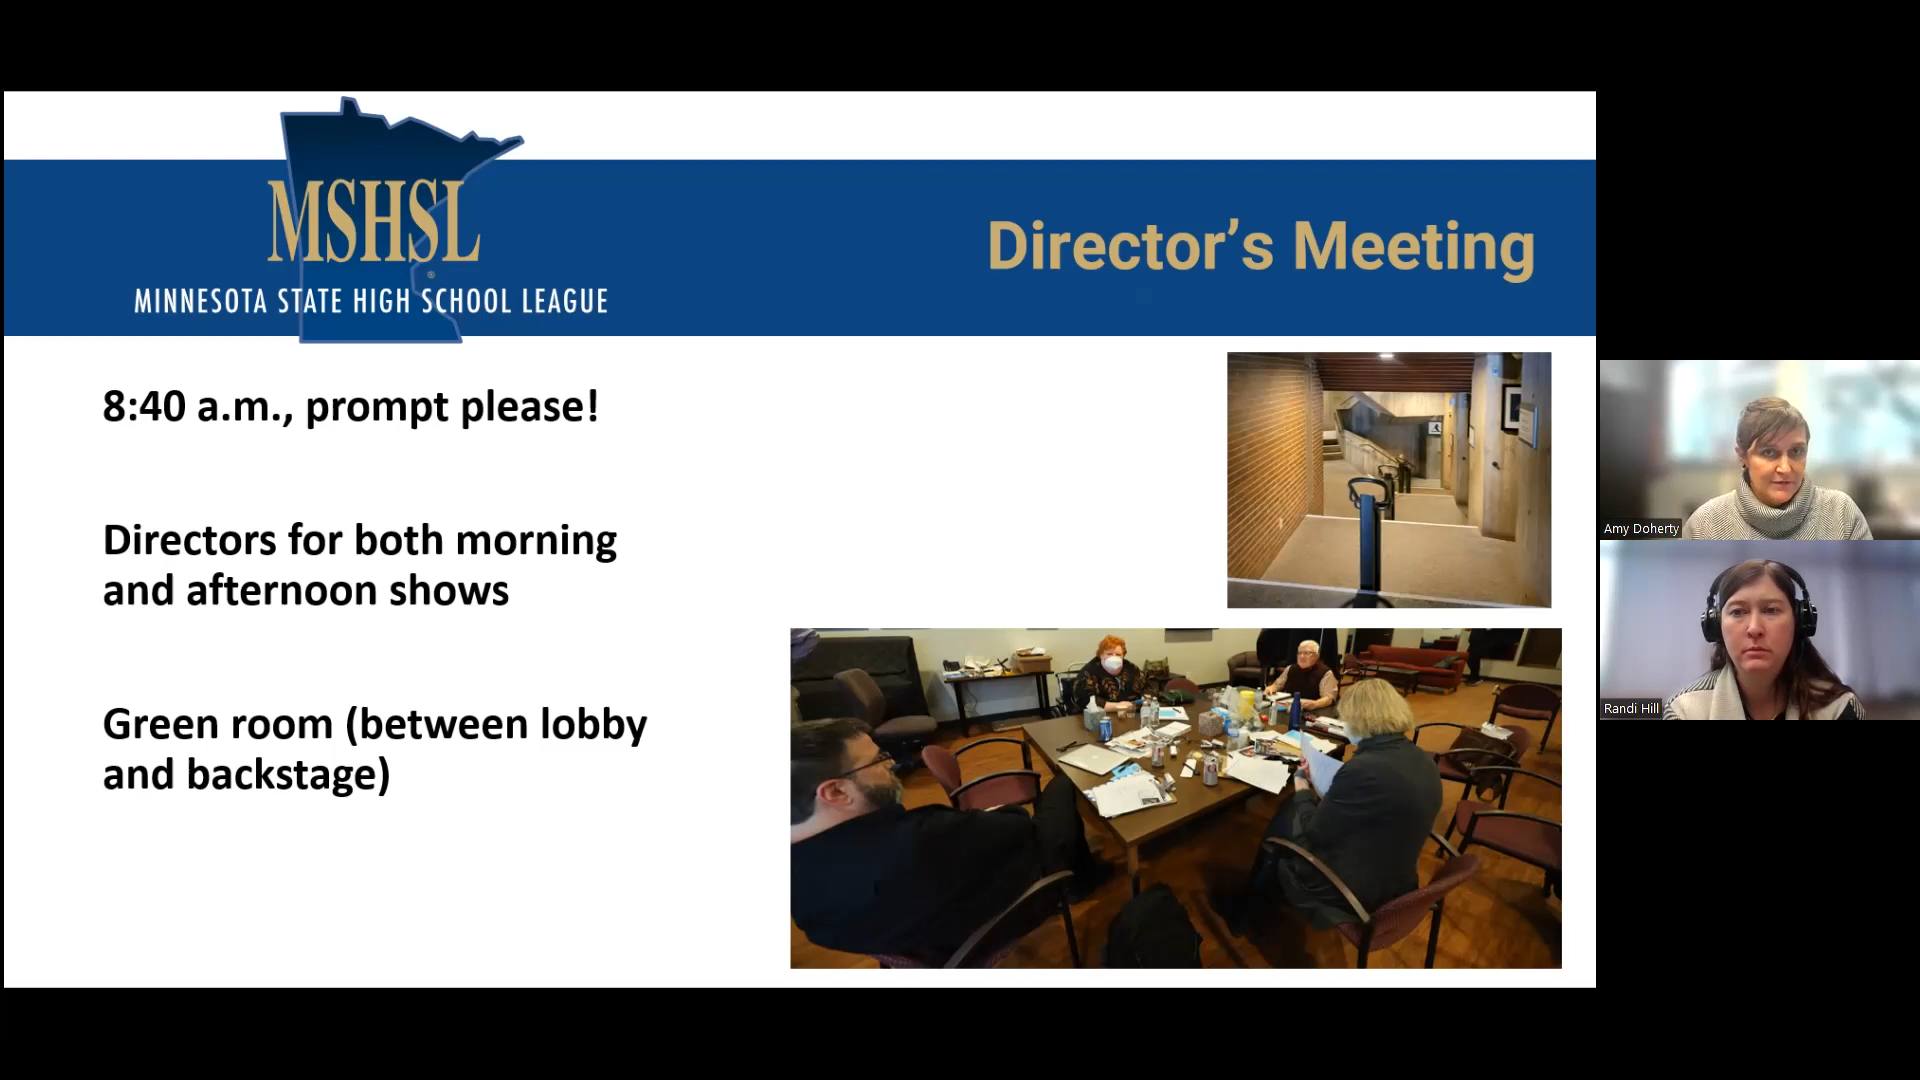 MSHSL
®
MINNESOTA STATE HIGH SCHOOL LEAGUE
Director’s Meeting
8:40 a.m., prompt please!
Directors for both morning
and afternoon shows
Green room (between lobby
and backstage)
Amy Doherty
Randi Hill